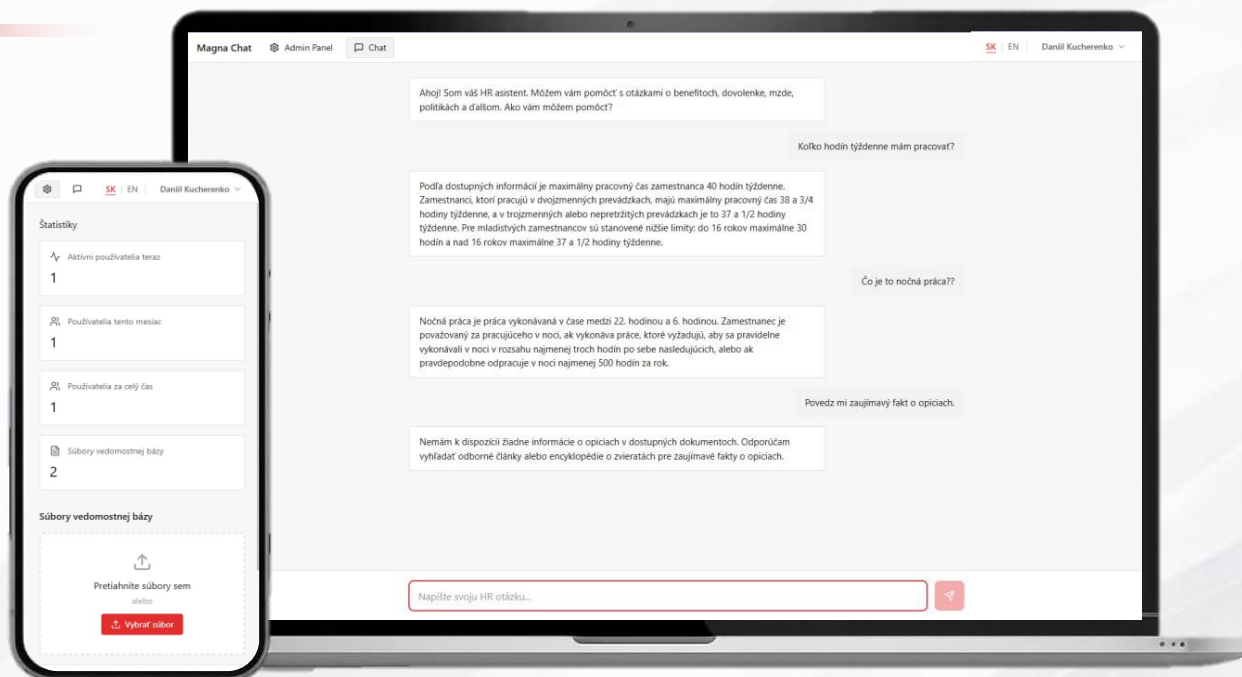 Magna Chat
Admin Panel
Chat
SK | EN
Daniil Kucherenko
Ahoj! Som váš HR asistent. Môžem vám pomôcť s otázkami o benefitoch, dovolenke, mzde,
politikách a ďalšom. Ako vám môžem pomôcť?
Koľko hodín týždenne mám pracovať?
Podľa dostupných informácií je maximálny pracovný čas zamestnanca 40 hodín týždenne.
Zamestnanci, ktorí pracujú v dvojzmenných prevádzkach, majú maximálny pracovný čas 38 a 3/4
hodiny týždenne, a v trojzmenných alebo nepretržitých prevádzkach je to 37 a 1/2 hodiny
týždenne. Pre mladistvých zamestnancov sú stanovené nižšie limity: do 16 rokov maximálne 30
hodín a nad 16 rokov maximálne 37 a 1/2 hodiny týždenne.
Čo je to nočná práca??
Nočná práca je práca vykonávaná v čase medzi 22. hodinou a 6. hodinou. Zamestnanec je
považovaný za pracujúceho v noci, ak vykonáva práce, ktoré vyžadujú, aby sa pravidelne
vykonávali v noci v rozsahu najmenej troch hodín po sebe nasledujúcich, alebo ak
pravdepodobne odpracuje v noci najmenej 500 hodín za rok.
Povedz mi zaujímavý fakt o opiciach.
Nemám k dispozícii žiadne informácie o opiciach v dostupných dokumentoch. Odporúčam
vyhľadať odborné články alebo encyklopédie o zvieratách pre zaujímavé fakty o opiciach.
Napíšte svoju HR otázku...
SK | EN
Daniil Kucherenko
Štatistiky
Aktívni používatelia teraz
1
Používatelia tento mesiac
1
Používatelia za celý čas
1
Súbory vedomostnej bázy
2
Súbory vedomostnej bázy
Pretiahnite súbory sem
alebo
Vybrať súbor